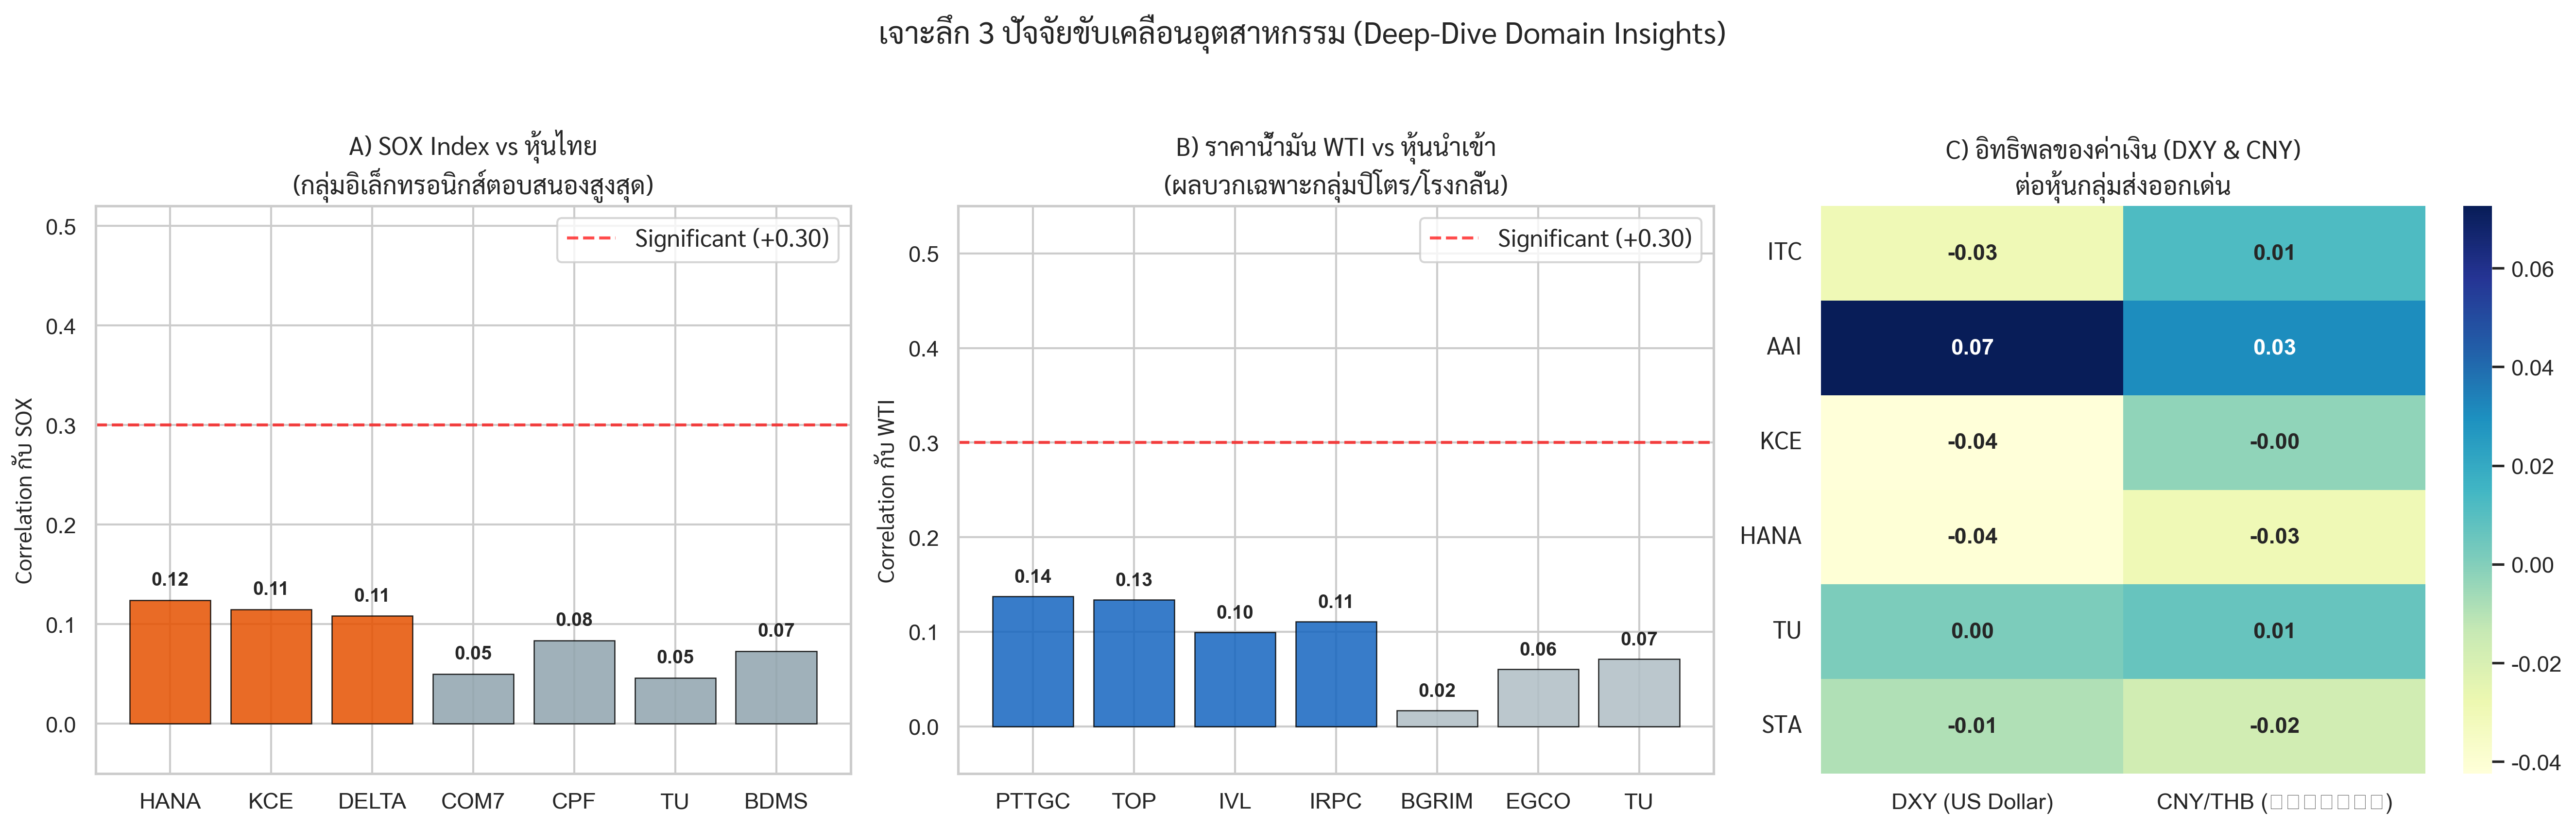 เจาะลึก 3 ปัจจัยขับเคลื่อนอุตสาหกรรม (Deep-Dive Domain Insights)
A) SOX Index vs หุ้นไทย
(กลุ่มอิเล็กทรอนิกส์ตอบสนองสูงสุด)
Significant (+0.30)
Correlation กับ SOX
0.5
0.4
0.3
0.2
0.1
0.0
0.12
0.11
0.11
0.05
0.08
0.05
0.07
HANA
KCE
DELTA
COM7
CPF
TU
BDMS
B) ราคาน้ำมัน WTI vs หุ้นนำเข้า
(ผลบวกเฉพาะกลุ่มปิโตร/โรงกลั่น)
Significant (+0.30)
Correlation กับ WTI
0.5
0.4
0.3
0.2
0.1
0.0
0.14
0.13
0.10
0.11
0.02
0.06
0.07
PTTGC
TOP
IVL
IRPC
BGRIM
EGCO
TU
C) อิทธิพลของค่าเงิน (DXY & CNY)
ต่อหุ้นกลุ่มส่งออกเด่น
ITC -0.03 0.01
AAI 0.07 0.03
KCE -0.04 -0.00
HANA -0.04 -0.03
TU 0.00 0.01
STA -0.01 -0.02
DXY (US Dollar)
CNY/THB (□□□□□□□)
0.06
0.04
0.02
0.00
-0.02
-0.04